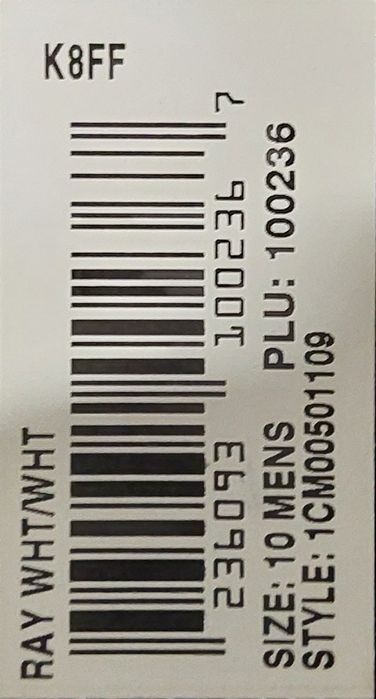 K8FF
RAY WHT/WHT
236093 100236 7
SIZE: 10 MENS PLU: 100236
STYLE: 1CM00501109